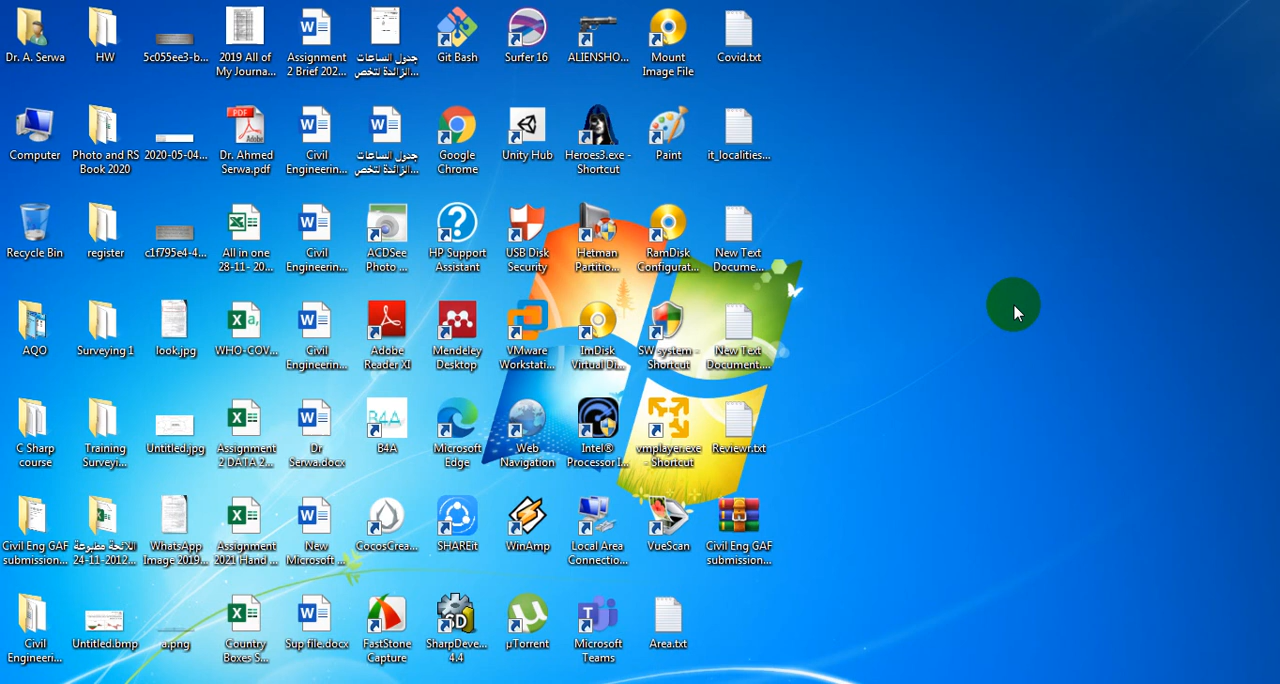 Dr. A. Serwa
HW
5c055ee3-b...
2019 All of
My Journa...
Assignment
2 Brief 202...
جدول الساعات
الزائدة لتخص...
Git Bash
Surfer 16
ALIENSHO...
Mount
Image File
Covid.txt
Computer
Photo and RS
Book 2020
2020-05-04...
Dr. Ahmed
Serwa.pdf
Civil
Engineerin...
جدول الساعات
الزائدة لتخص...
Google
Chrome
Unity Hub
Heroes3.exe -
Shortcut
Paint
it_localities...
Recycle Bin
register
c1f795e4-4...
All in one
28-11- 20...
Civil
Engineerin...
ACDSee
Photo ...
HP Support
Assistant
USB Disk
Security
Hetman
Partitio...
RamDisk
Configurat...
New Text
Docume...
AQO
Surveying 1
look.jpg
WHO-COV...
Civil
Engineerin...
Adobe
Reader XI
Mendeley
Desktop
VMware
Workstati...
ImDisk
Virtual Di...
SW system -
Shortcut
New Text
Document....
C Sharp
course
Training
Surveyi...
Untitled.jpg
Assignment
2 DATA 2...
Dr
Serwa.docx
B4A
Microsoft
Edge
Web
Navigation
Intel®
Processor I...
vmplayer.exe
- Shortcut
Reviewr.txt
Civil Eng GAF
submission...
اللائحة مطبوعة
24-11-2012...
WhatsApp
Image 2019...
Assignment
2021 Hand ...
New
Microsoft ...
CocosCrea...
SHAREit
WinAmp
Local Area
Connectio...
VueScan
Civil Eng GAF
submission...
Civil
Engineeri...
Untitled.bmp
a.png
Country
Boxes S...
Sup file.docx
FastStone
Capture
SharpDeve...
4.4
µTorrent
Microsoft
Teams
Area.txt